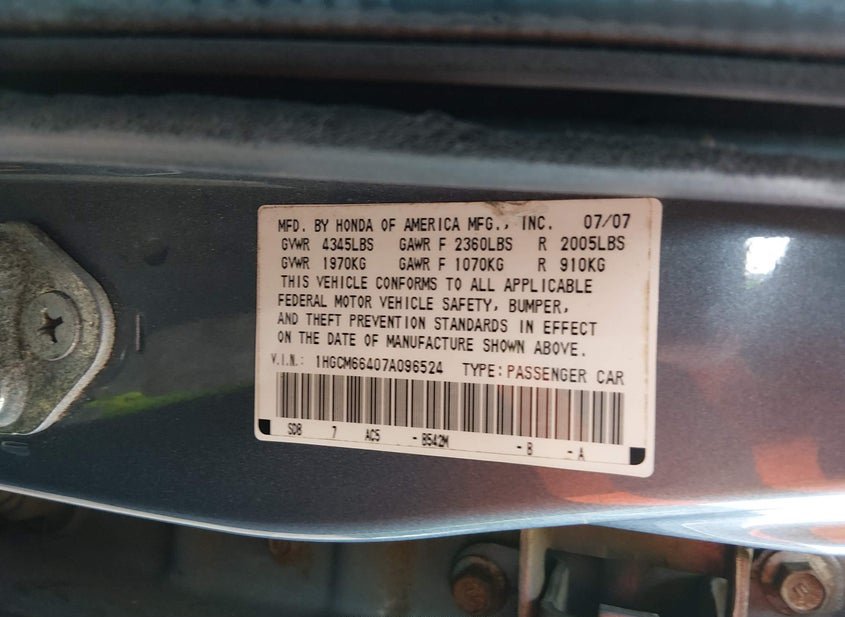 MFD. BY HONDA OF AMERICA MFG., INC. 07/07
GVWR 4345LBS GAWR F 2360LBS R 2005LBS
GVWR 1970KG GAWR F 1070KG R 910KG
THIS VEHICLE CONFORMS TO ALL APPLICABLE
FEDERAL MOTOR VEHICLE SAFETY, BUMPER,
AND THEFT PREVENTION STANDARDS IN EFFECT
ON THE DATE OF MANUFACTURE SHOWN ABOVE.
V.I.N.: 1HGCM66407A096524 TYPE: PASSENGER CAR
SDB 7 AC5 - B542M - B - A